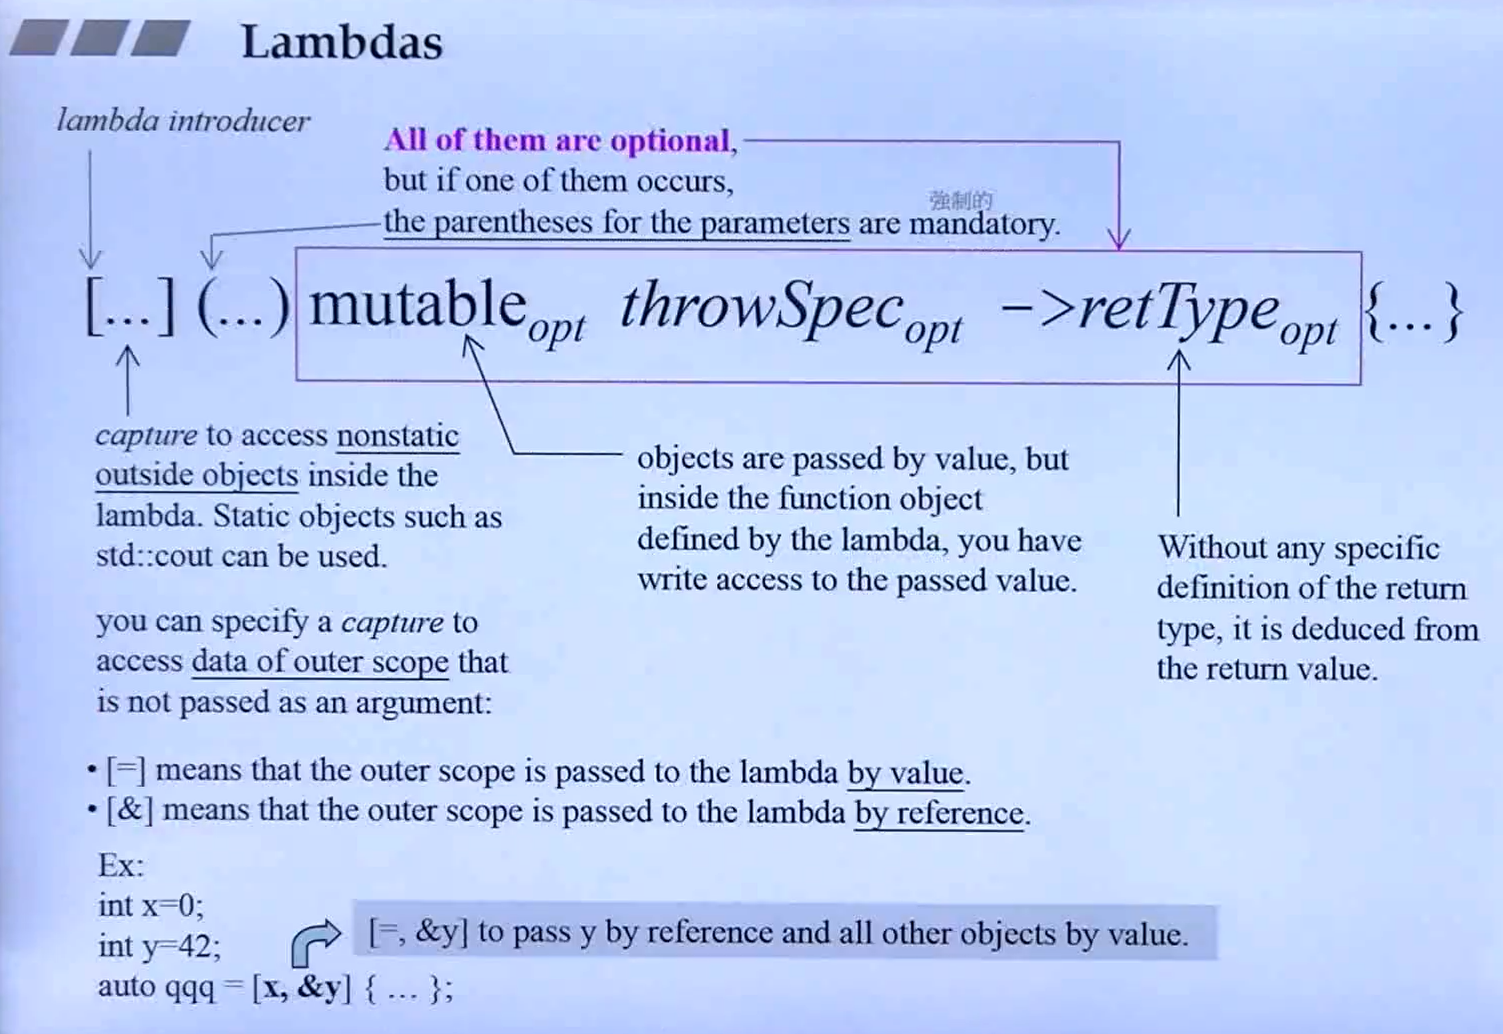 Lambdas
lambda introducer
All of them are optional,
but if one of them occurs,
強制的
the parentheses for the parameters are mandatory.
[...] (...) mutable opt throwSpec opt ->retType opt {...}
capture to access nonstatic
outside objects inside the
lambda. Static objects such as
std::cout can be used.
objects are passed by value, but
inside the function object
defined by the lambda, you have
write access to the passed value.
Without any specific
definition of the return
type, it is deduced from
the return value.
you can specify a capture to
access data of outer scope that
is not passed as an argument:
• [=] means that the outer scope is passed to the lambda by value.
• [&] means that the outer scope is passed to the lambda by reference.
Ex:
int x=0;
int y=42;
[=, &y] to pass y by reference and all other objects by value.
auto qqq = [x, &y] { ... };